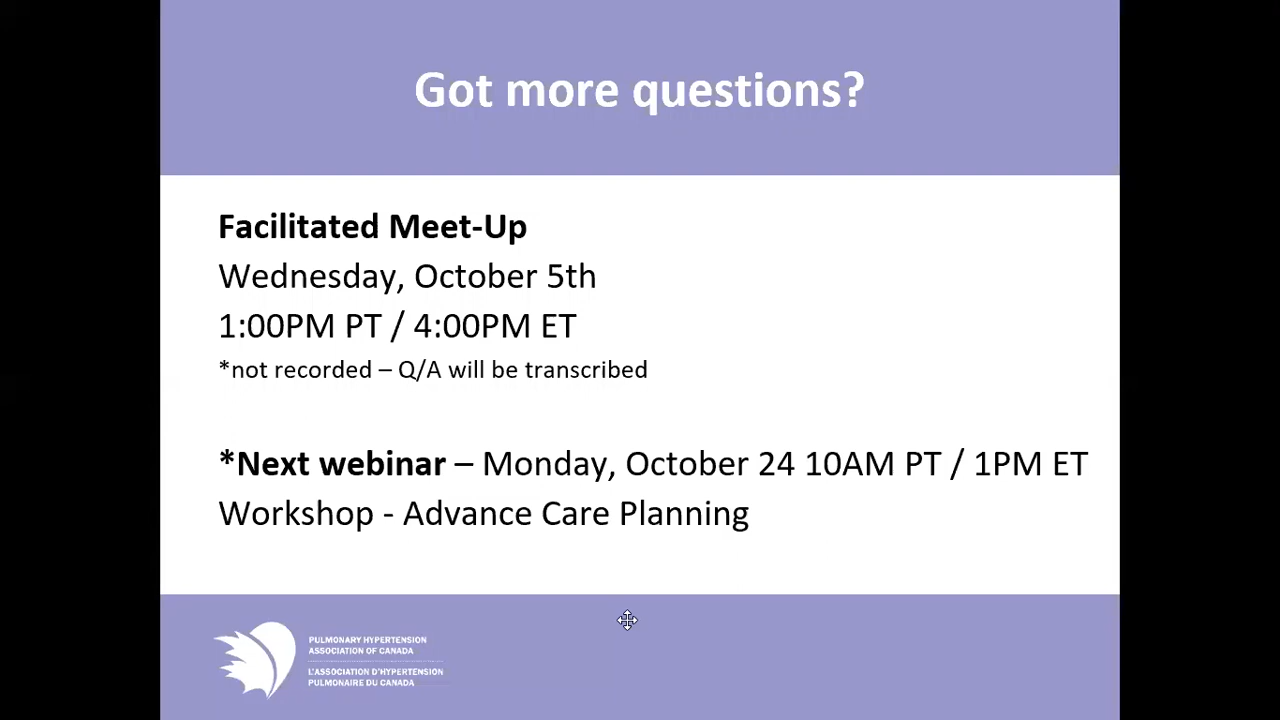 Got more questions?
Facilitated Meet-Up
Wednesday, October 5th
1:00PM PT / 4:00PM ET
*not recorded – Q/A will be transcribed
*Next webinar – Monday, October 24 10AM PT / 1PM ET
Workshop - Advance Care Planning
PULMONARY HYPERTENSION
ASSOCIATION OF CANADA
L'ASSOCIATION D'HYPERTENSION
PULMONAIRE DU CANADA